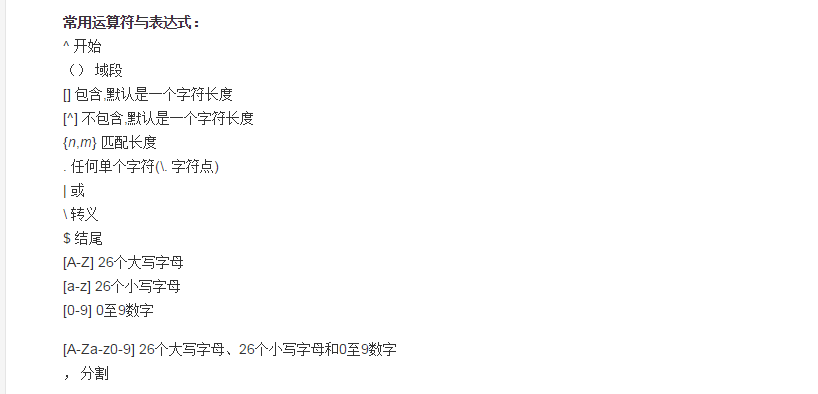 常用运算符与表达式：
^ 开始
（） 域段
[] 包含,默认是一个字符长度
[^] 不包含,默认是一个字符长度
{n,m} 匹配长度
. 任何单个字符(\. 字符点)
| 或
\ 转义
$ 结尾
[A-Z] 26个大写字母
[a-z] 26个小写字母
[0-9] 0至9数字
[A-Za-z0-9] 26个大写字母、26个小写字母和0至9数字
， 分割